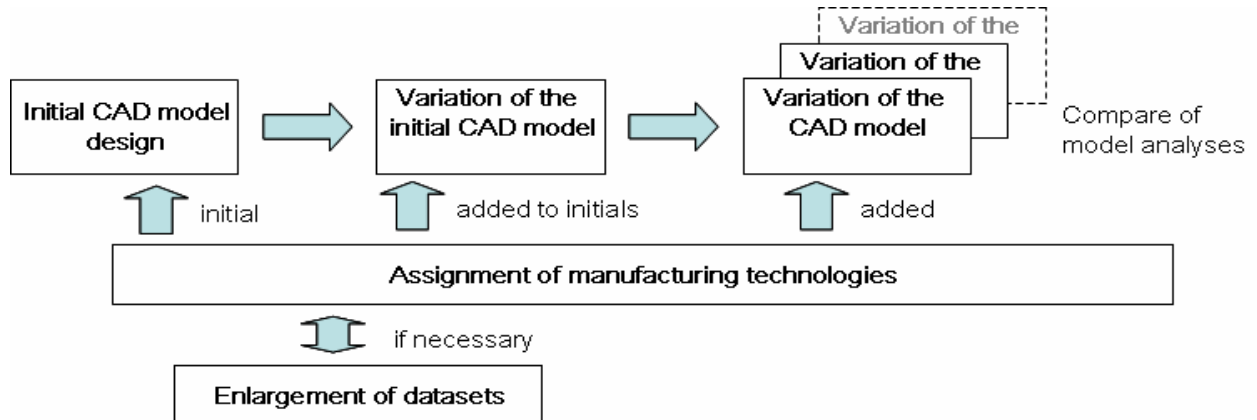 Variation of the
Variation of the
Initial CAD model
design
Variation of the
initial CAD model
Variation of the
CAD model
Compare of
model analyses
initial
added to initials
added
Assignment of manufacturing technologies
if necessary
Enlargement of datasets